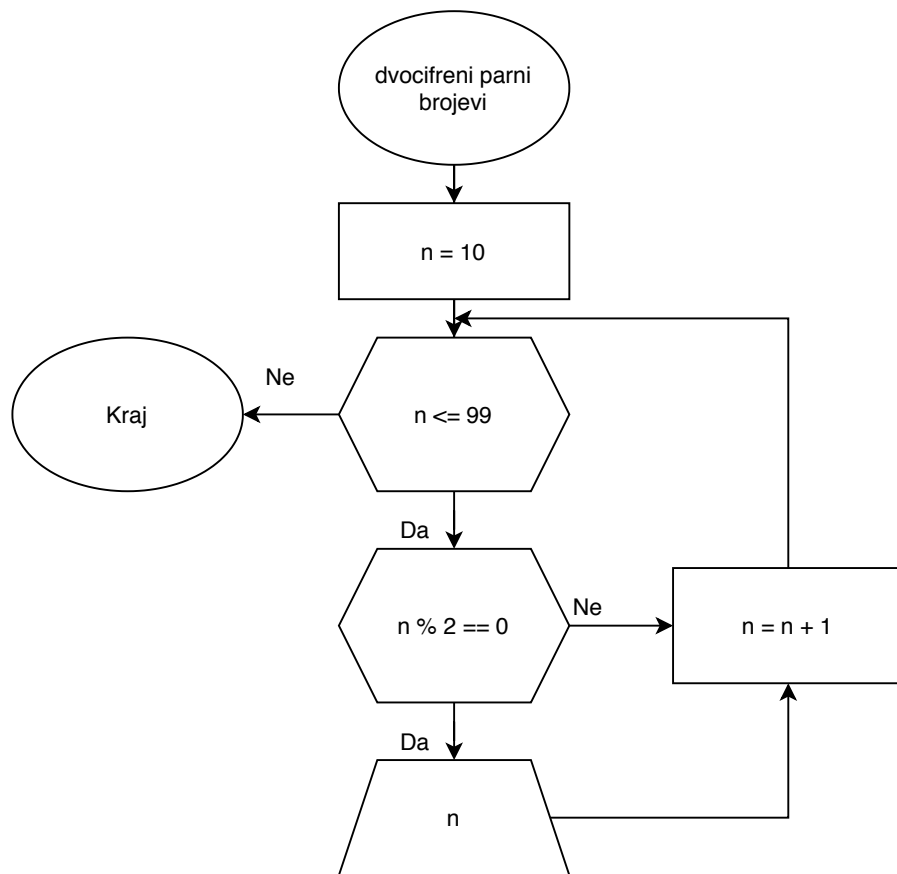 dvocifreni parni
brojevi
n = 10
Ne
Kraj
n <= 99
Da
n % 2 == 0
Ne
n = n + 1
Da
n